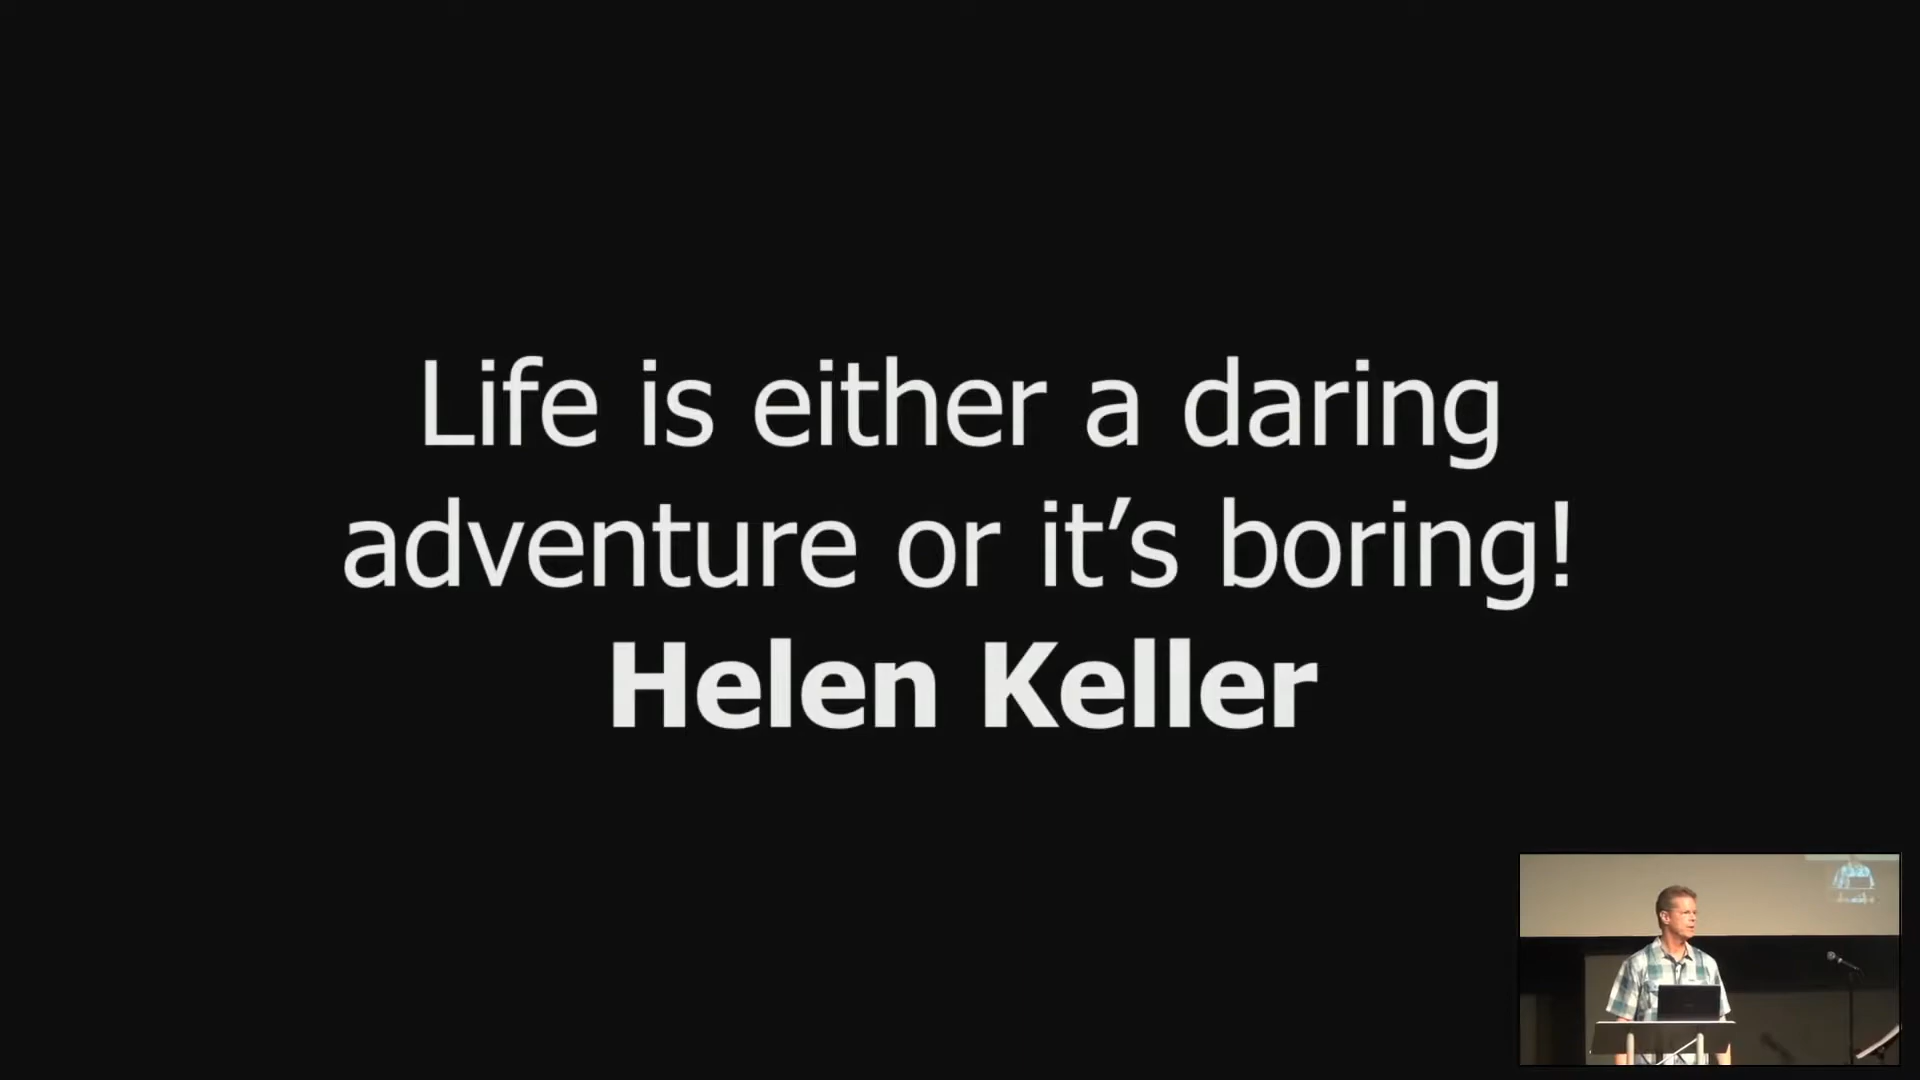 Life is either a daring
adventure or it’s boring!
Helen Keller